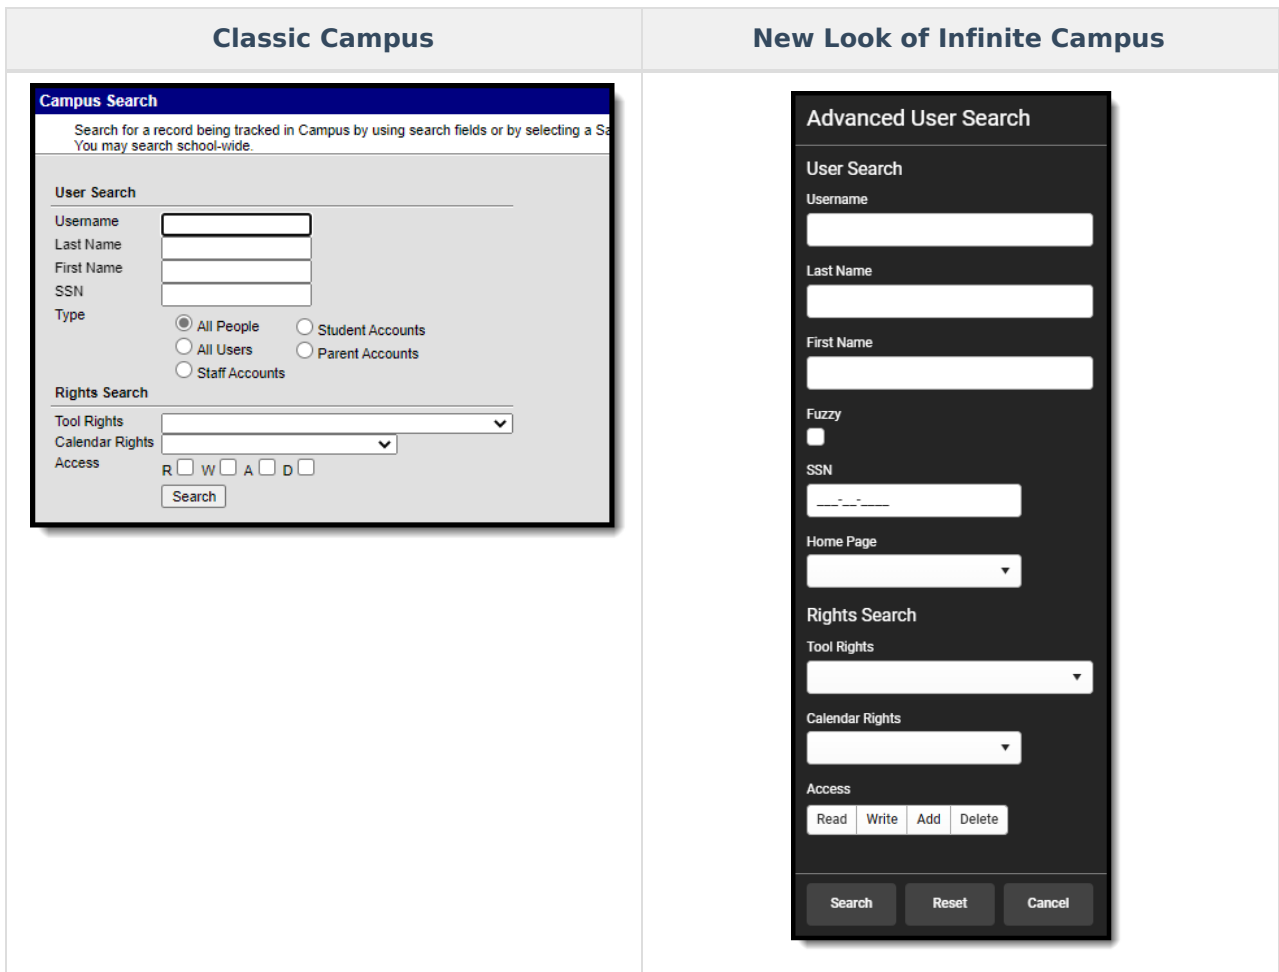 Classic Campus
New Look of Infinite Campus
Campus Search
Search for a record being tracked in Campus by using search fields or by selecting a Sa
You may search school-wide.
User Search
Username
Last Name
First Name
SSN
Type
All People
Student Accounts
All Users
Parent Accounts
Staff Accounts
Rights Search
Tool Rights
Calendar Rights
Access R W A D
Search
Advanced User Search
User Search
Username
Last Name
First Name
Fuzzy
SSN
___-__-____
Home Page
Rights Search
Tool Rights
Calendar Rights
Access
Read Write Add Delete
Search Reset Cancel